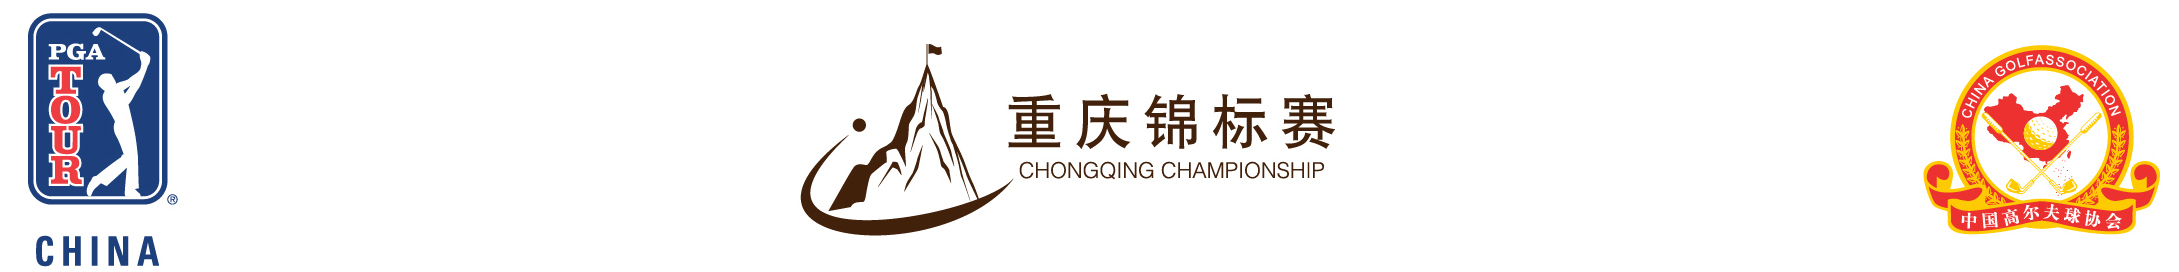 PGA
TOUR
®
CHINA
重庆锦标赛
CHONGQING CHAMPIONSHIP
CHINA GOLFASSOCIATION
中国高尔夫球协会